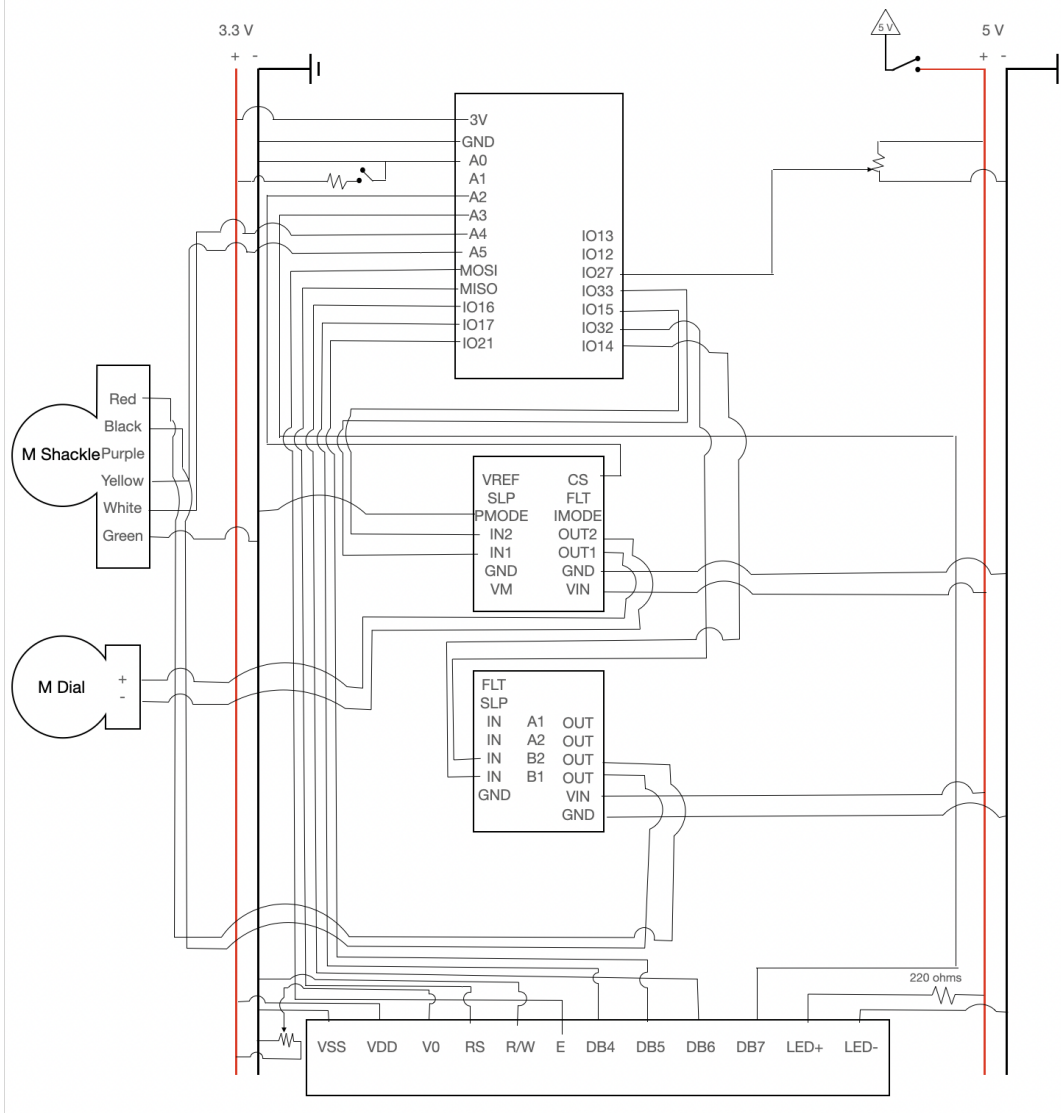 3.3 V
+ -
5 V
5 V
+ -
3V
GND
A0
A1
A2
A3
A4
A5
MOSI
MISO
IO16
IO17
IO21
IO13
IO12
IO27
IO33
IO15
IO32
IO14
M Shackle
Red
Black
Purple
Yellow
White
Green
VREF CS
SLP FLT
PMODE IMODE
IN2 OUT2
IN1 OUT1
GND GND
VM VIN
M Dial
+
-
FLT
SLP
IN A1 OUT
IN A2 OUT
IN B2 OUT
IN B1 OUT
GND VIN
GND
220 ohms
VSS VDD V0 RS R/W E DB4 DB5 DB6 DB7 LED+ LED-